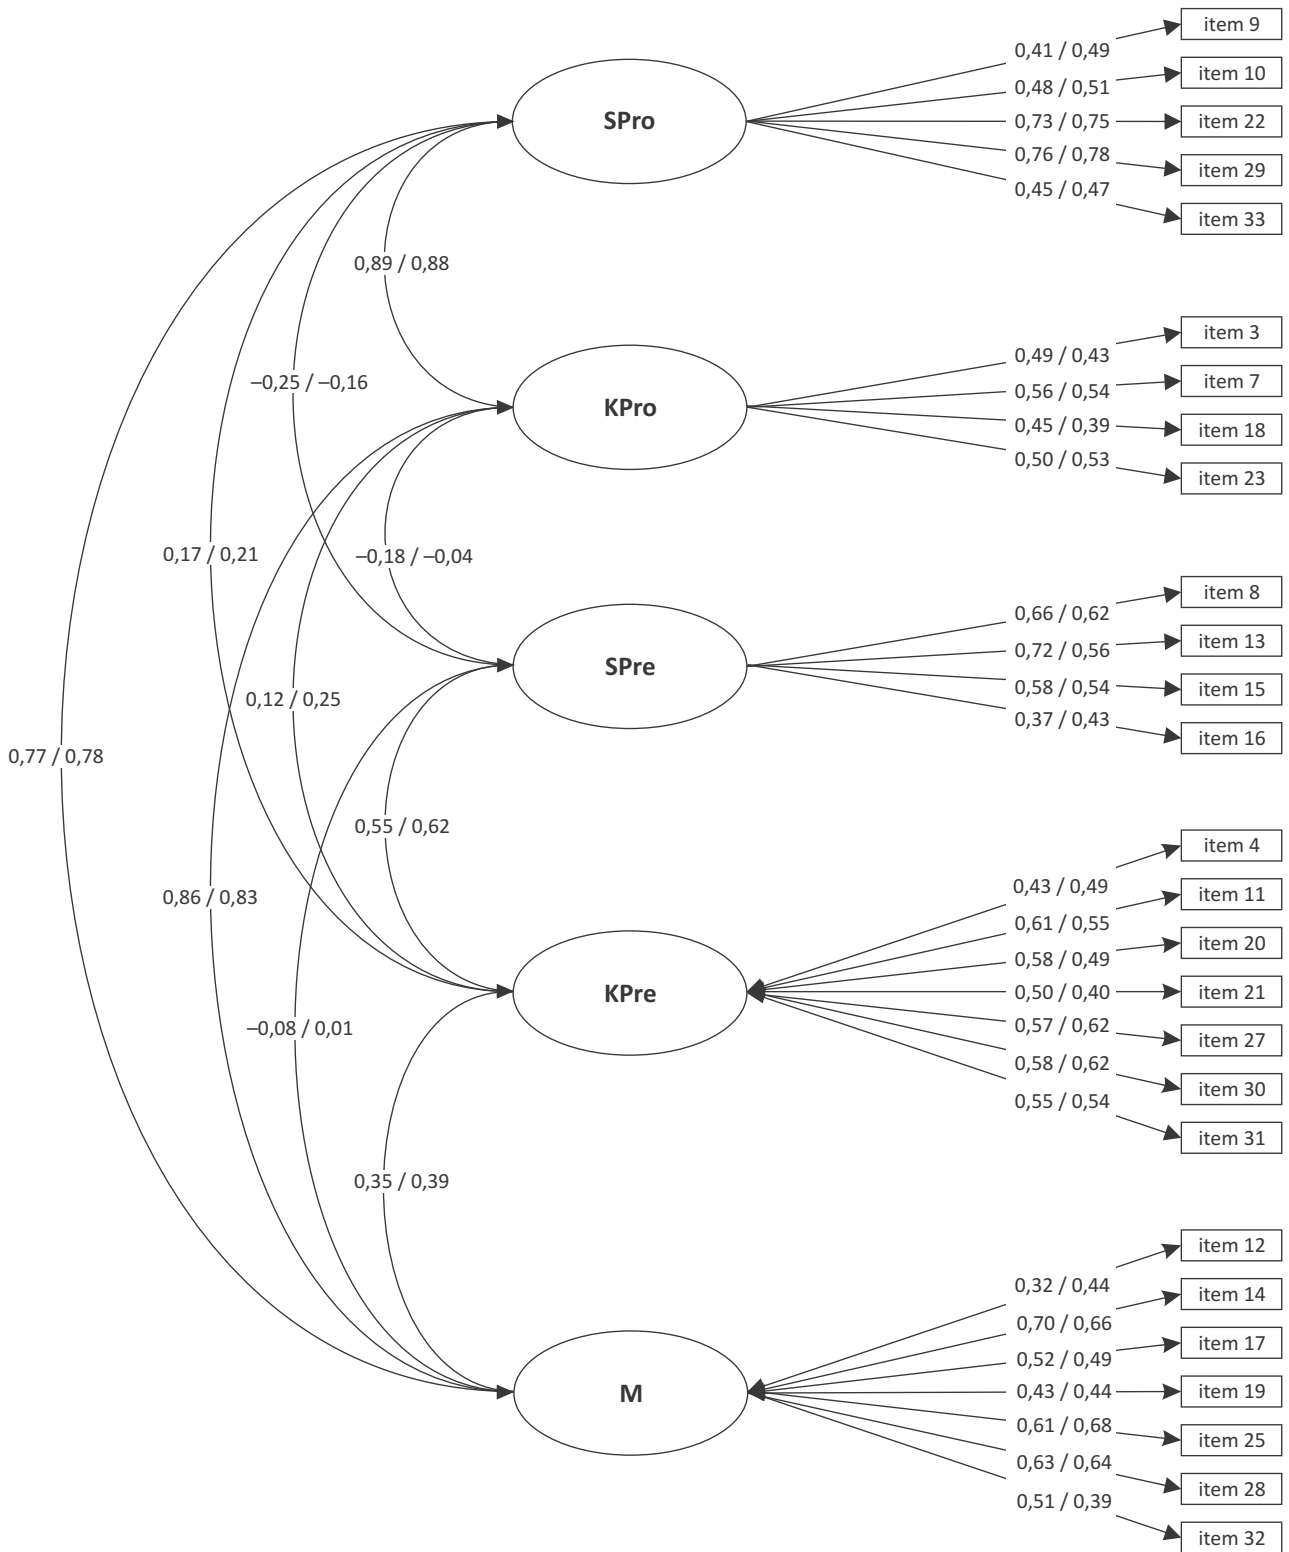 item 9
0,41 / 0,49
item 10
0,48 / 0,51
SPro
0,73 / 0,75
item 22
0,76 / 0,78
item 29
0,45 / 0,47
item 33
0,89 / 0,88
item 3
0,49 / 0,43
–0,25 / –0,16
item 7
0,56 / 0,54
KPro
0,45 / 0,39
item 18
0,50 / 0,53
item 23
0,17 / 0,21
–0,18 / –0,04
item 8
0,66 / 0,62
item 13
0,72 / 0,56
SPre
0,58 / 0,54
item 15
0,12 / 0,25
0,37 / 0,43
item 16
0,77 / 0,78
0,55 / 0,62
item 4
0,43 / 0,49
item 11
0,86 / 0,83
0,61 / 0,55
item 20
0,58 / 0,49
KPre
0,50 / 0,40
item 21
–0,08 / 0,01
0,57 / 0,62
item 27
0,58 / 0,62
item 30
0,55 / 0,54
item 31
0,35 / 0,39
item 12
0,32 / 0,44
item 14
0,70 / 0,66
item 17
0,52 / 0,49
M
0,43 / 0,44
item 19
0,61 / 0,68
item 25
0,63 / 0,64
item 28
0,51 / 0,39
item 32